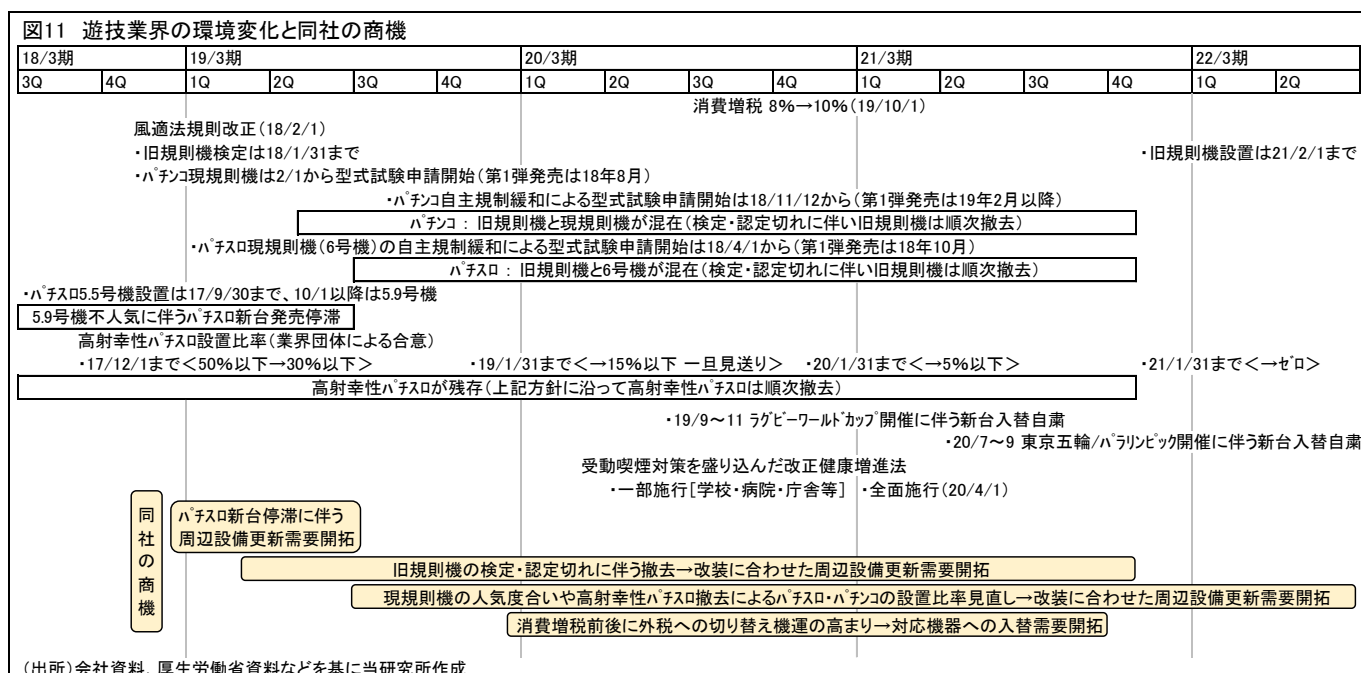 図11 遊技業界の環境変化と同社の商機
18/3期 19/3期 20/3期 21/3期 22/3期
3Q 4Q 1Q 2Q 3Q 4Q 1Q 2Q 3Q 4Q 1Q 2Q 3Q 4Q 1Q 2Q
消費増税 8%→10%(19/10/1)
風適法規則改正(18/2/1)
・旧規則機検定は18/1/31まで ・旧規則機設置は21/2/1まで
・パチンコ現規則機は2/1から型式試験申請開始(第1弾発売は18年8月)
・パチンコ自主規制緩和による型式試験申請開始は18/11/12から(第1弾発売は19年2月以降)
パチンコ : 旧規則機と現規則機が混在(検定・認定切れに伴い旧規則機は順次撤去)
・パチスロ現規則機(6号機)の自主規制緩和による型式試験申請開始は18/4/1から(第1弾発売は18年10月)
パチスロ : 旧規則機と6号機が混在(検定・認定切れに伴い旧規則機は順次撤去)
・パチスロ5.5号機設置は17/9/30まで、10/1以降は5.9号機
5.9号機不人気に伴うパチスロ新台発売停滞
高射幸性パチスロ設置比率(業界団体による合意)
・17/12/1まで<50%以下→30%以下> ・19/1/31まで<→15%以下 一旦見送り> ・20/1/31まで<→5%以下> ・21/1/31まで<→ゼロ>
高射幸性パチスロが残存(上記方針に沿って高射幸性パチスロは順次撤去)
・19/9～11 ラグビーワールドカップ開催に伴う新台入替自粛
・20/7～9 東京五輪/パラリンピック開催に伴う新台入替自粛
受動喫煙対策を盛り込んだ改正健康増進法
・一部施行[学校・病院・庁舎等] ・全面施行(20/4/1)
同社の商機
パチスロ新台停滞に伴う
周辺設備更新需要開拓
旧規則機の検定・認定切れに伴う撤去→改装に合わせた周辺設備更新需要開拓
現規則機の人気度合いや高射幸性パチスロ撤去によるパチスロ・パチンコの設置比率見直し→改装に合わせた周辺設備更新需要開拓
消費増税前後に外税への切り替え機運の高まり→対応機器への入替需要開拓
(出所)会社資料、厚生労働省資料などを基に当研究所作成